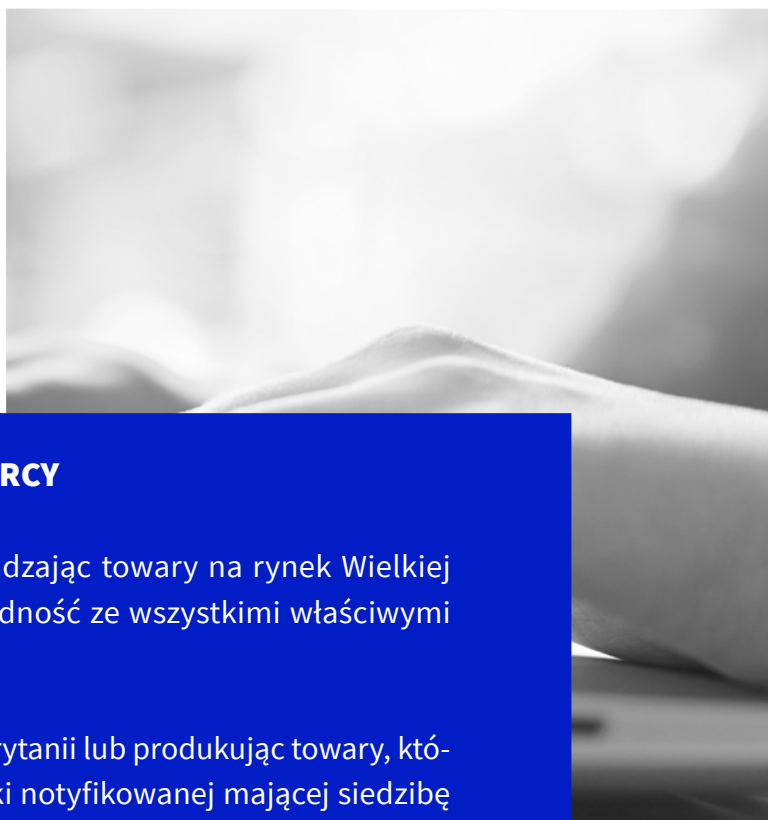 RCY
dzając towary na rynek Wielkiej
dność ze wszystkimi właściwymi
rytanii lub produkując towary, któ-
ki notyfikowanej mającej siedzibę